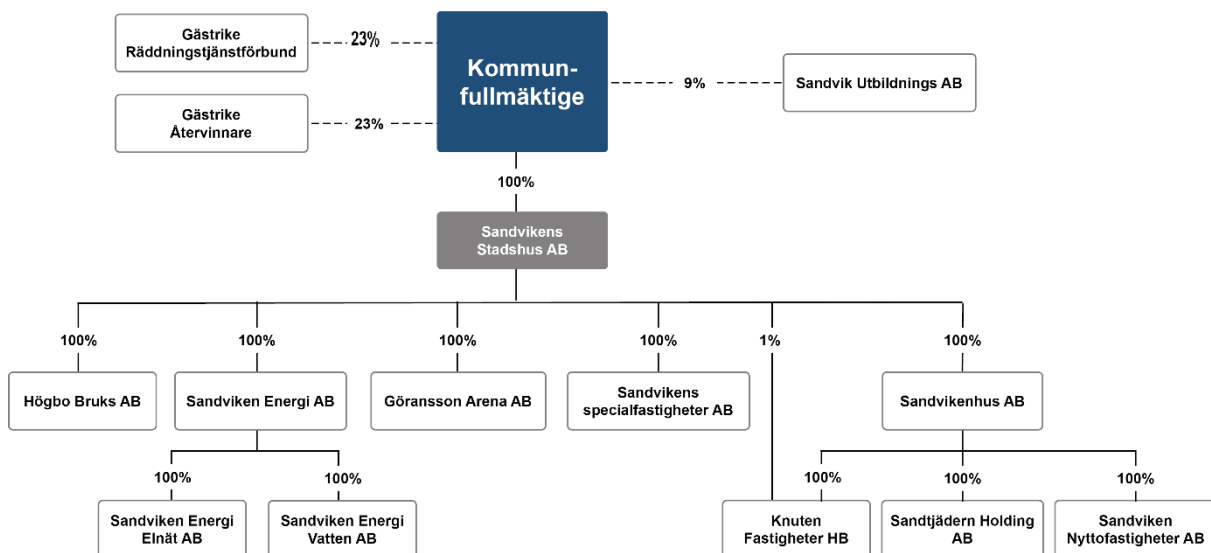 Gästrike
Räddningstjänstförbund
23%
Kommun-
fullmäktige
9%
Sandvik Utbildnings AB
Gästrike
Återvinnare
23%
100%
Sandvikens
Stadshus AB
100%
100%
100%
100%
1%
100%
Högbo Bruks AB
Sandviken Energi AB
Göransson Arena AB
Sandvikens
specialfastigheter AB
Sandvikenhus AB
100%
100%
100%
100%
100%
Sandviken Energi
Elnät AB
Sandviken Energi
Vatten AB
Knuten
Fastigheter HB
Sandtjädern Holding
AB
Sandviken
Nyttofastigheter AB